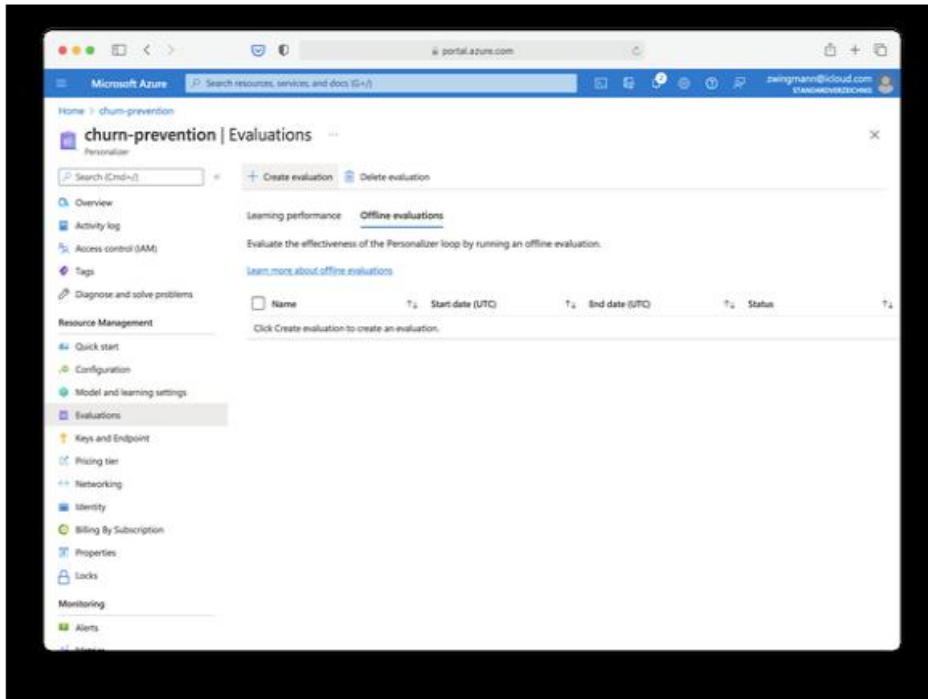 portal.azure.com
Microsoft Azure
Search resources, services, and docs (G+/)
2
zwingmann@icloud.com
STANDARDVERZEICHNIS
Home > churn-prevention
churn-prevention | Evaluations ...
Personalizer
Search (Cmd+/)
«
+ Create evaluation
Delete evaluation
Overview
Activity log
Access control (IAM)
Tags
Diagnose and solve problems
Resource Management
Quick start
Configuration
Model and learning settings
Evaluations
Keys and Endpoint
Pricing tier
Networking
Identity
Billing By Subscription
Properties
Locks
Monitoring
Alerts
Learning performance Offline evaluations
Evaluate the effectiveness of the Personalizer loop by running an offline evaluation.
Learn more about offline evaluations
Name ↑↓ Start date (UTC) ↑↓ End date (UTC) ↑↓ Status ↑↓
Click Create evaluation to create an evaluation.